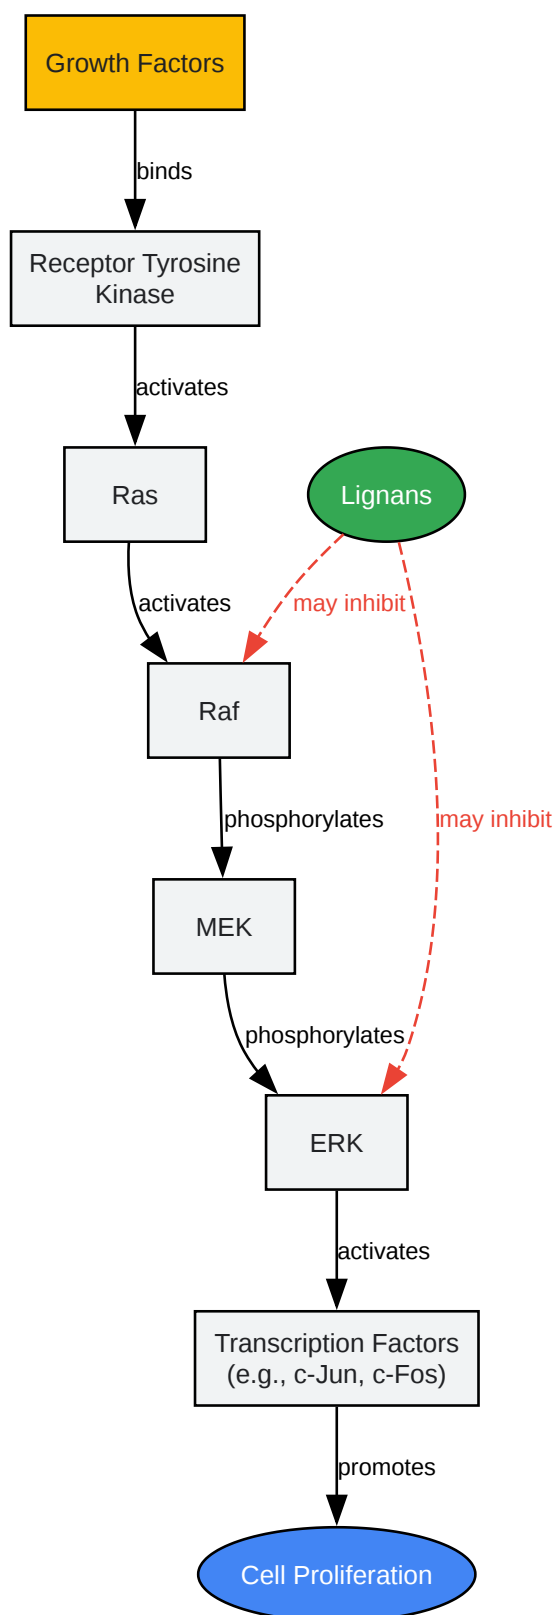 Growth Factors
binds
Receptor Tyrosine
Kinase
activates
Ras
Lignans
activates
may inhibit
Raf
phosphorylates
may inhibit
MEK
phosphorylates
ERK
activates
Transcription Factors
(e.g., c-Jun, c-Fos)
promotes
Cell Proliferation